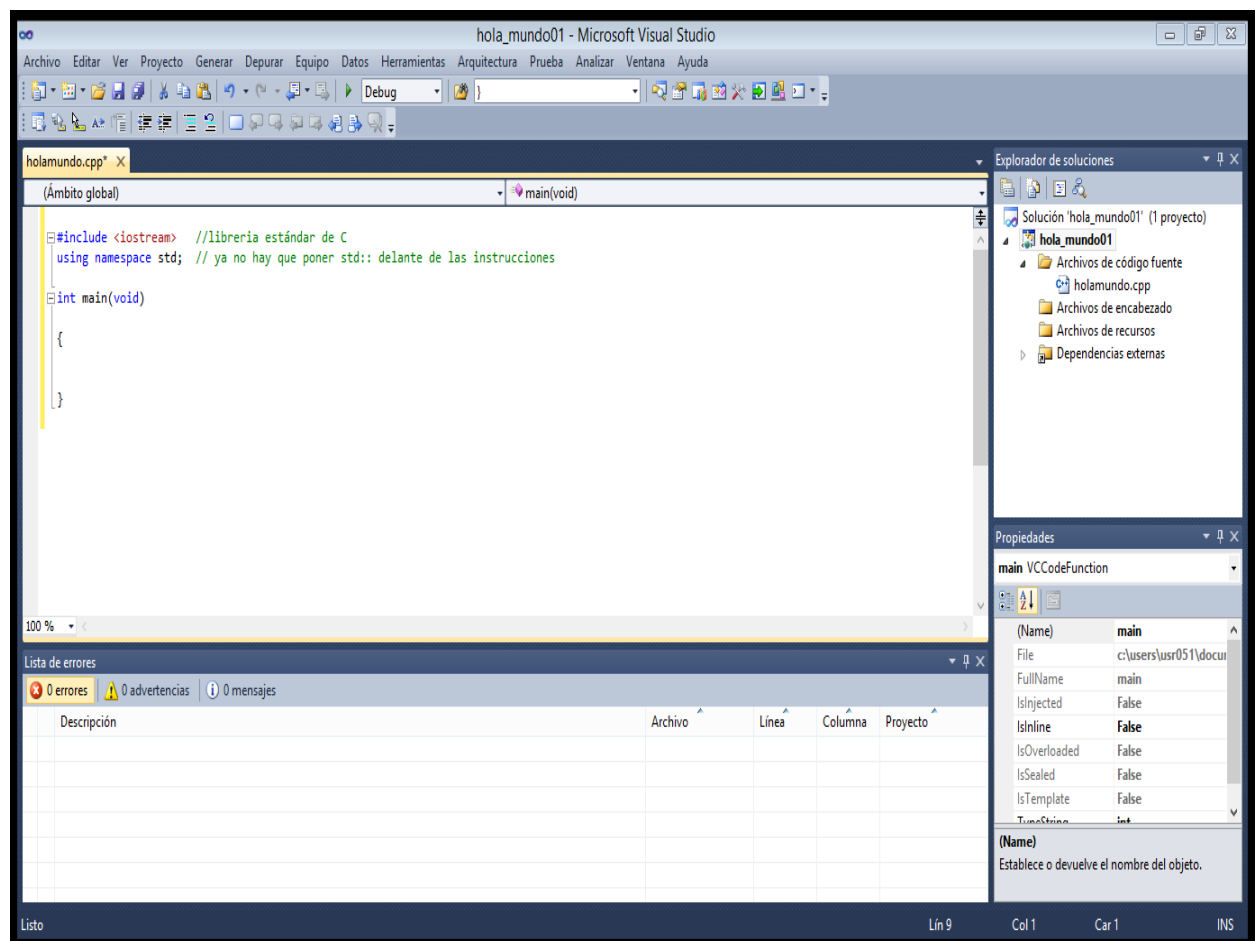 hola_mundo01 - Microsoft Visual Studio
Archivo Editar Ver Proyecto Generar Depurar Equipo Datos Herramientas Arquitectura Prueba Analizar Ventana Ayuda
Debug }
holamundo.cpp* X
(Ámbito global) main(void)
#include <iostream> //libreria estándar de C
using namespace std; // ya no hay que poner std:: delante de las instrucciones
int main(void)
{
}
100 %
Lista de errores
0 errores 0 advertencias 0 mensajes
Descripción Archivo Línea Columna Proyecto
Explorador de soluciones
Solución 'hola_mundo01' (1 proyecto)
hola_mundo01
Archivos de código fuente
holamundo.cpp
Archivos de encabezado
Archivos de recursos
Dependencias externas
Propiedades
main VCCodeFunction
(Name) main
File c:\users\usr051\docu
FullName main
IsInjected False
IsInline False
IsOverloaded False
IsSealed False
IsTemplate False
TypeString int
(Name)
Establece o devuelve el nombre del objeto.
Listo Lín 9 Col 1 Car 1 INS